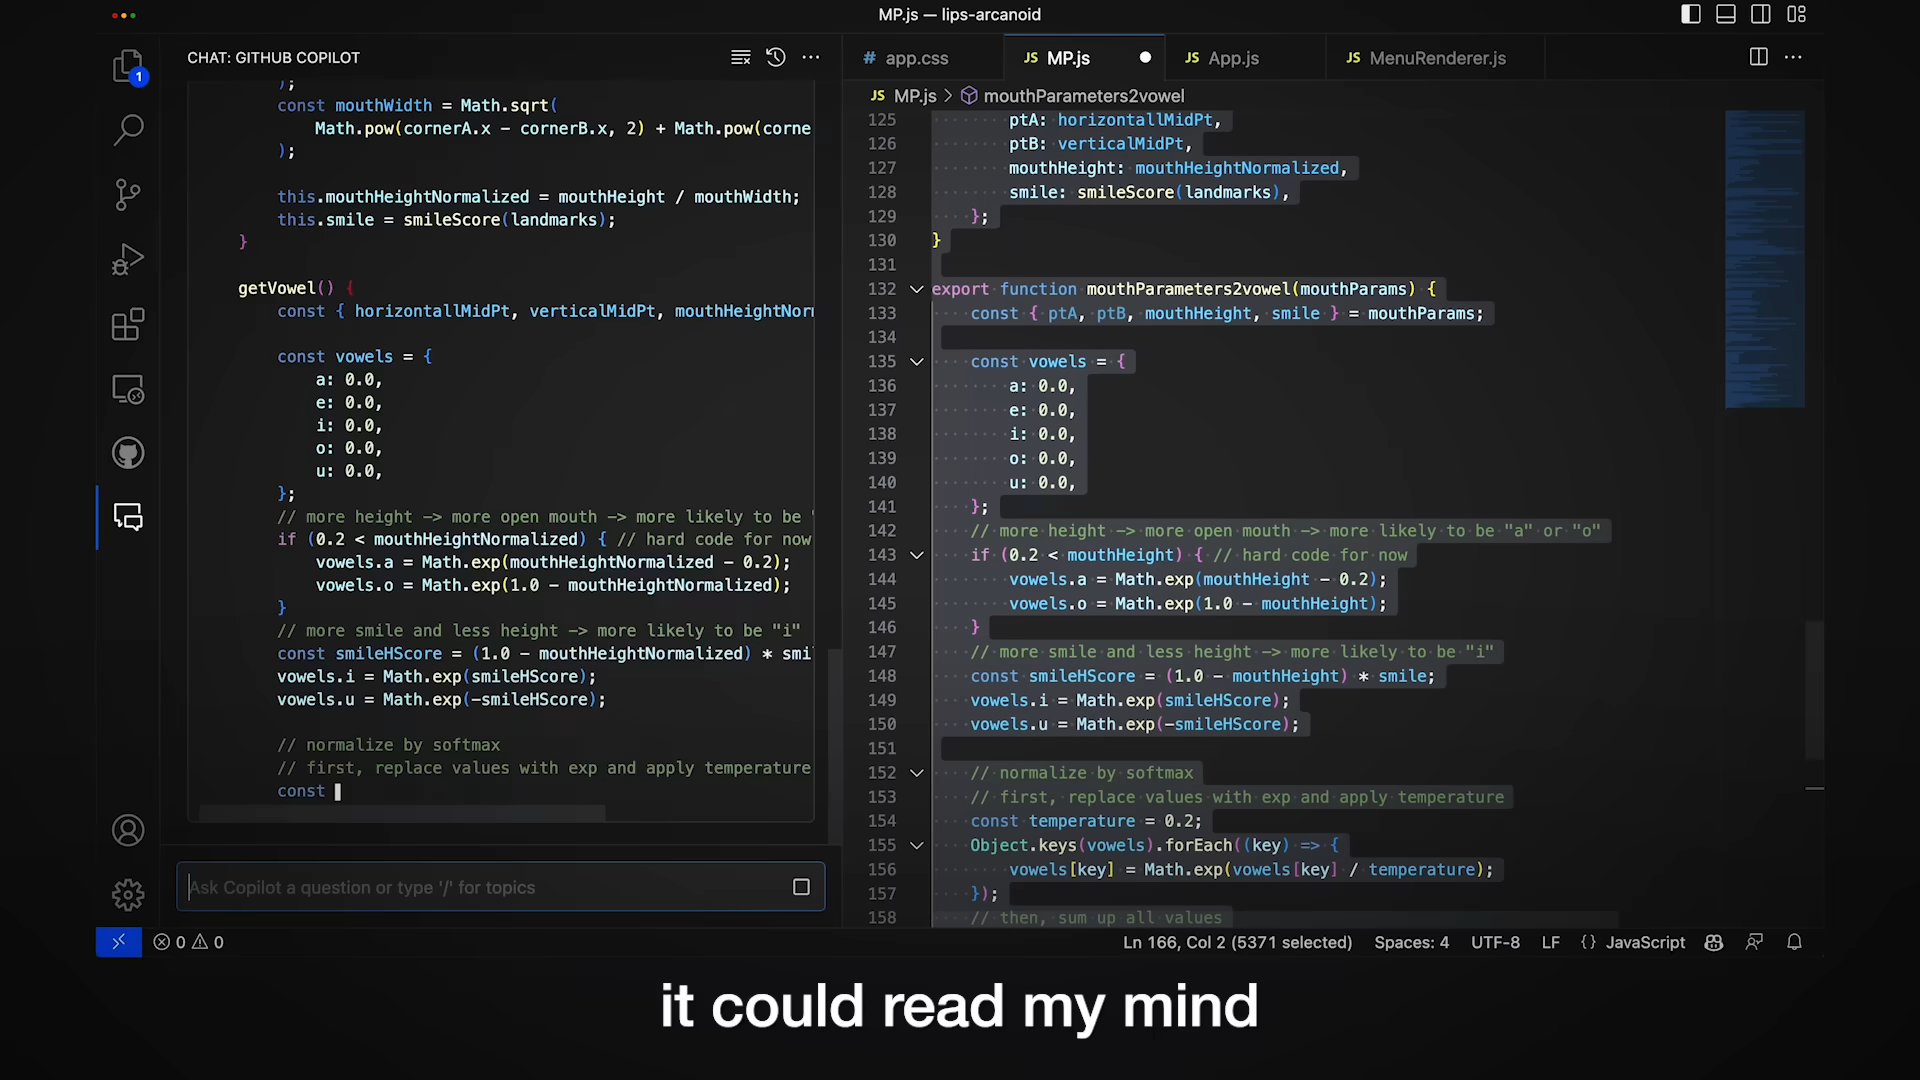 MP.js — lips-arcanoid
1
CHAT: GITHUB COPILOT
);
const mouthWidth = Math.sqrt(
Math.pow(cornerA.x - cornerB.x, 2) + Math.pow(corne
);
this.mouthHeightNormalized = mouthHeight / mouthWidth;
this.smile = smileScore(landmarks);
}
getVowel() {
const { horizontallMidPt, verticalMidPt, mouthHeightNorm
const vowels = {
a: 0.0,
e: 0.0,
i: 0.0,
o: 0.0,
u: 0.0,
};
// more height -> more open mouth -> more likely to be "
if (0.2 < mouthHeightNormalized) { // hard code for now
vowels.a = Math.exp(mouthHeightNormalized - 0.2);
vowels.o = Math.exp(1.0 - mouthHeightNormalized);
}
// more smile and less height -> more likely to be "i"
const smileHScore = (1.0 - mouthHeightNormalized) * smi
vowels.i = Math.exp(smileHScore);
vowels.u = Math.exp(-smileHScore);
// normalize by softmax
// first, replace values with exp and apply temperature
const
Ask Copilot a question or type '/' for topics
# app.css
JS MP.js
JS App.js
JS MenuRenderer.js
JS MP.js > mouthParameters2vowel
125 ptA: horizontallMidPt,
126 ptB: verticalMidPt,
127 mouthHeight: mouthHeightNormalized,
128 smile: smileScore(landmarks),
129 };
130 }
131
132 export function mouthParameters2vowel(mouthParams) {
133 const { ptA, ptB, mouthHeight, smile } = mouthParams;
134
135 const vowels = {
136 a: 0.0,
137 e: 0.0,
138 i: 0.0,
139 o: 0.0,
140 u: 0.0,
141 };
142 // more height -> more open mouth -> more likely to be "a" or "o"
143 if (0.2 < mouthHeight) { // hard code for now
144 vowels.a = Math.exp(mouthHeight - 0.2);
145 vowels.o = Math.exp(1.0 - mouthHeight);
146 }
147 // more smile and less height -> more likely to be "i"
148 const smileHScore = (1.0 - mouthHeight) * smile;
149 vowels.i = Math.exp(smileHScore);
150 vowels.u = Math.exp(-smileHScore);
151
152 // normalize by softmax
153 // first, replace values with exp and apply temperature
154 const temperature = 0.2;
155 Object.keys(vowels).forEach((key) => {
156 vowels[key] = Math.exp(vowels[key] / temperature);
157 });
158 // then, sum up all values
0 0
Ln 166, Col 2 (5371 selected) Spaces: 4 UTF-8 LF {} JavaScript
it could read my mind